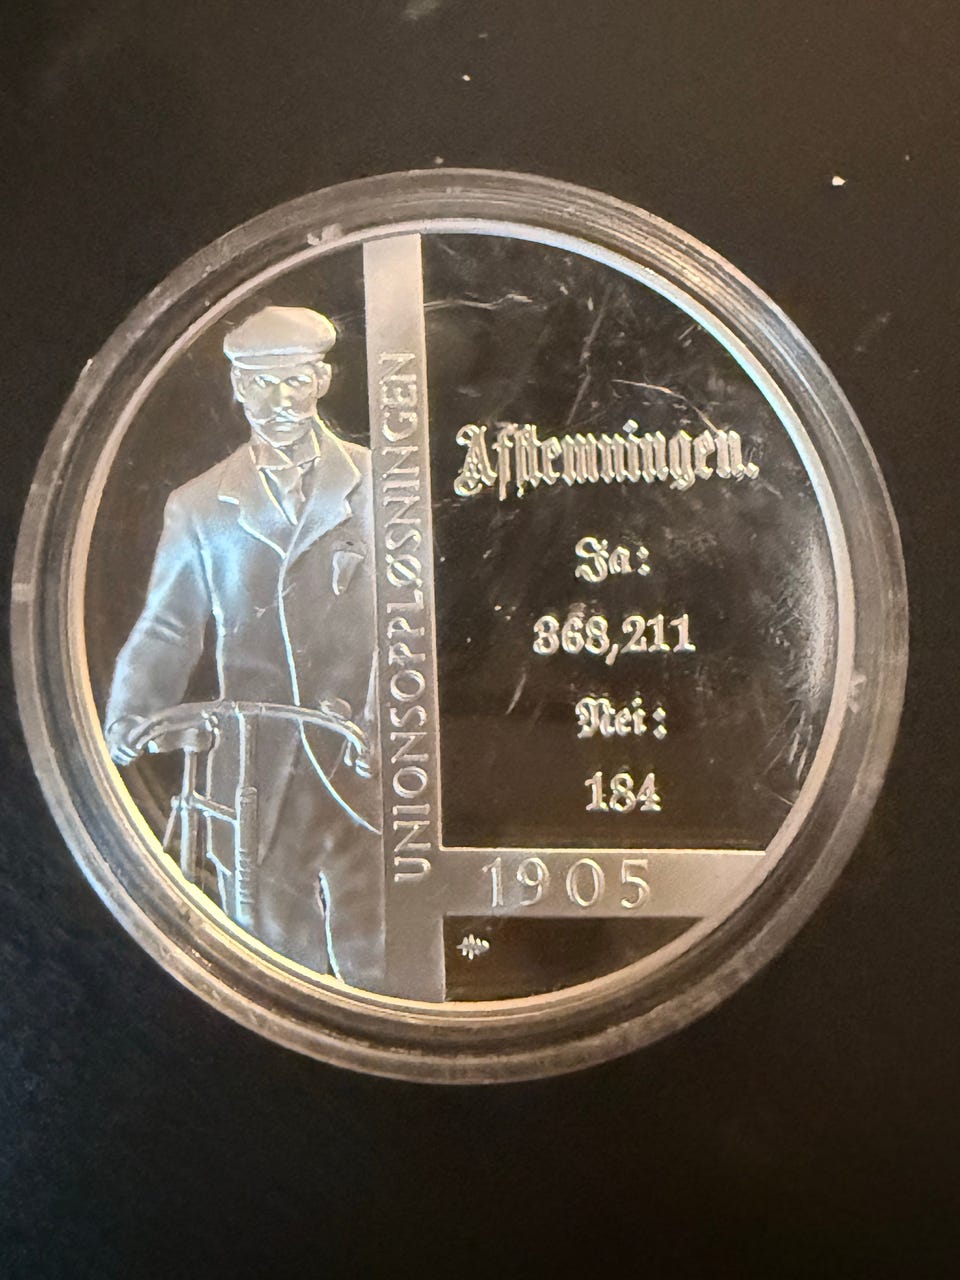 UNIONSOPPLØSNINGEN
Afstemningen.
Ja:
368,211
Nei:
184
1905